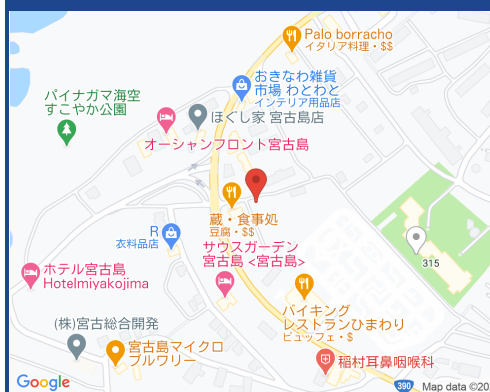 Palo borracho
イタリア料理・$$
おきなわ雑貨
市場 わとわと
インテリア用品店
パイナガマ海空
すこやか公園
ほぐし家 宮古島店
オーシャンフロント宮古島
蔵・食事処
豆腐・$$
R
衣料品店
サウスガーデン
宮古島 <宮古島>
315
ホテル宮古島
Hotelmiyakojima
バイキング
レストランひまわり
ビュッフェ・$
(株)宮古総合開発
宮古島マイクロ
ブルワリー
稲村耳鼻咽喉科
Google
390
Map data ©20